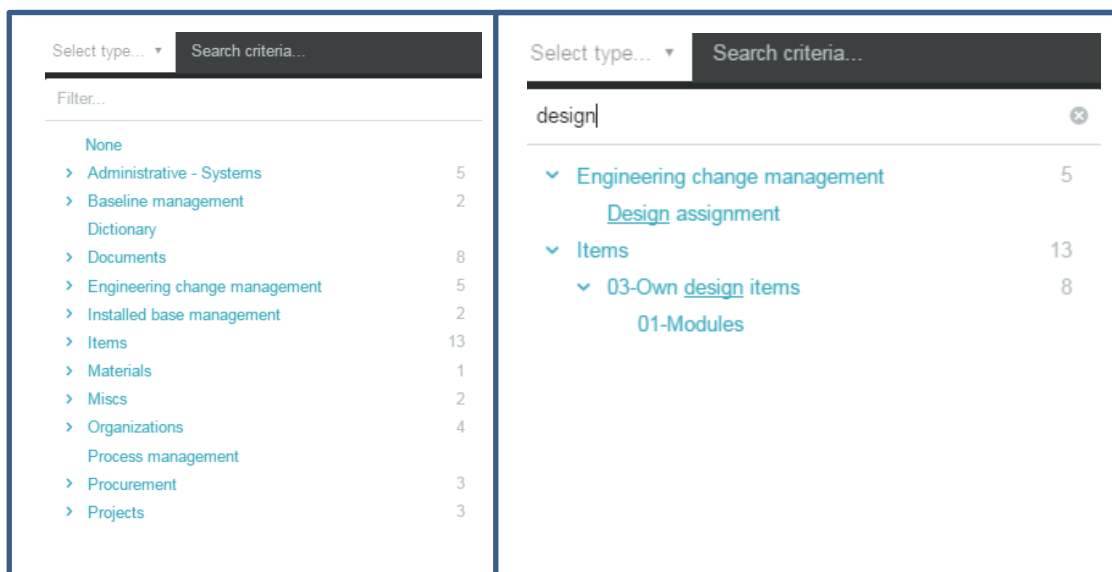 Select type... ▾ Search criteria...
Filter...
None
Administrative - Systems 5
Baseline management 2
Dictionary
Documents 8
Engineering change management 5
Installed base management 2
Items 13
Materials 1
Miscs 2
Organizations 4
Process management
Procurement 3
Projects 3
Select type... ▾ Search criteria...
design
Engineering change management 5
Design assignment
Items 13
03-Own design items 8
01-Modules